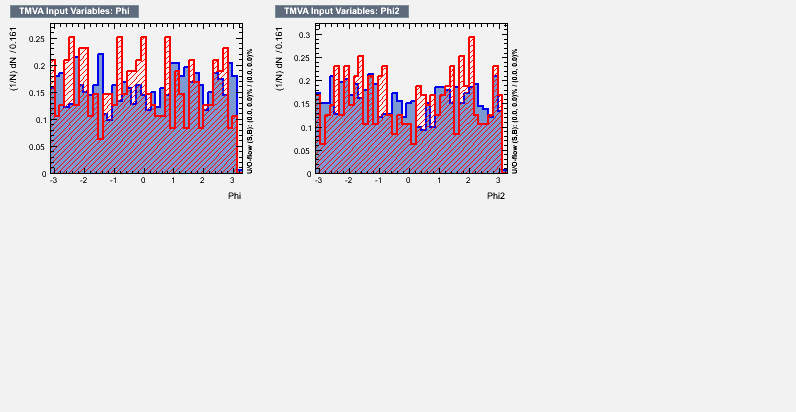 TMVA Input Variables: Phi
(1/N) dN / 0.161
0.25
0.2
0.15
0.1
0.05
0
-3 -2 -1 0 1 2 3
Phi
U/O-flow (S,B): (0.0, 0.0)% / (0.0, 0.0)%
TMVA Input Variables: Phi2
(1/N) dN / 0.161
0.3
0.25
0.2
0.15
0.1
0.05
0
-3 -2 -1 0 1 2 3
Phi2
U/O-flow (S,B): (0.0, 0.0)% / (0.0, 0.0)%